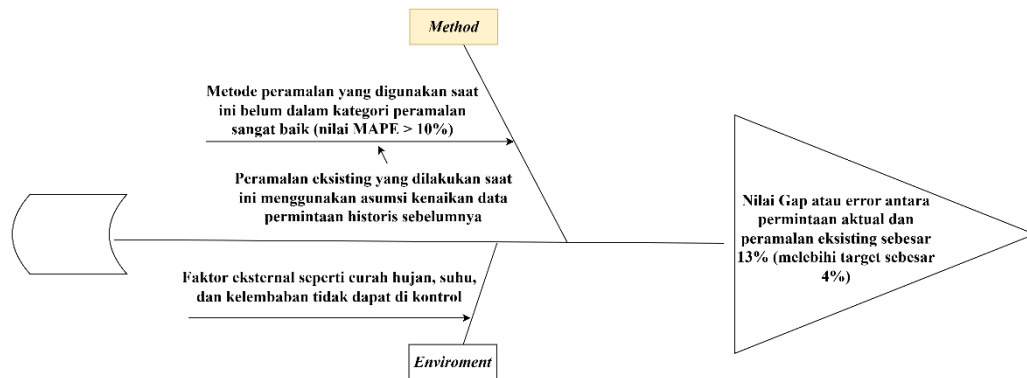 Method
Metode peramalan yang digunakan saat
ini belum dalam kategori peramalan
sangat baik (nilai MAPE > 10%)
Peramalan eksisting yang dilakukan saat
ini menggunakan asumsi kenaikan data
permintaan historis sebelumnya
Nilai Gap atau error antara
permintaan aktual dan
peramalan eksisting sebesar
13% (melebihi target sebesar
4%)
Faktor eksternal seperti curah hujan, suhu,
dan kelembaban tidak dapat di kontrol
Enviroment